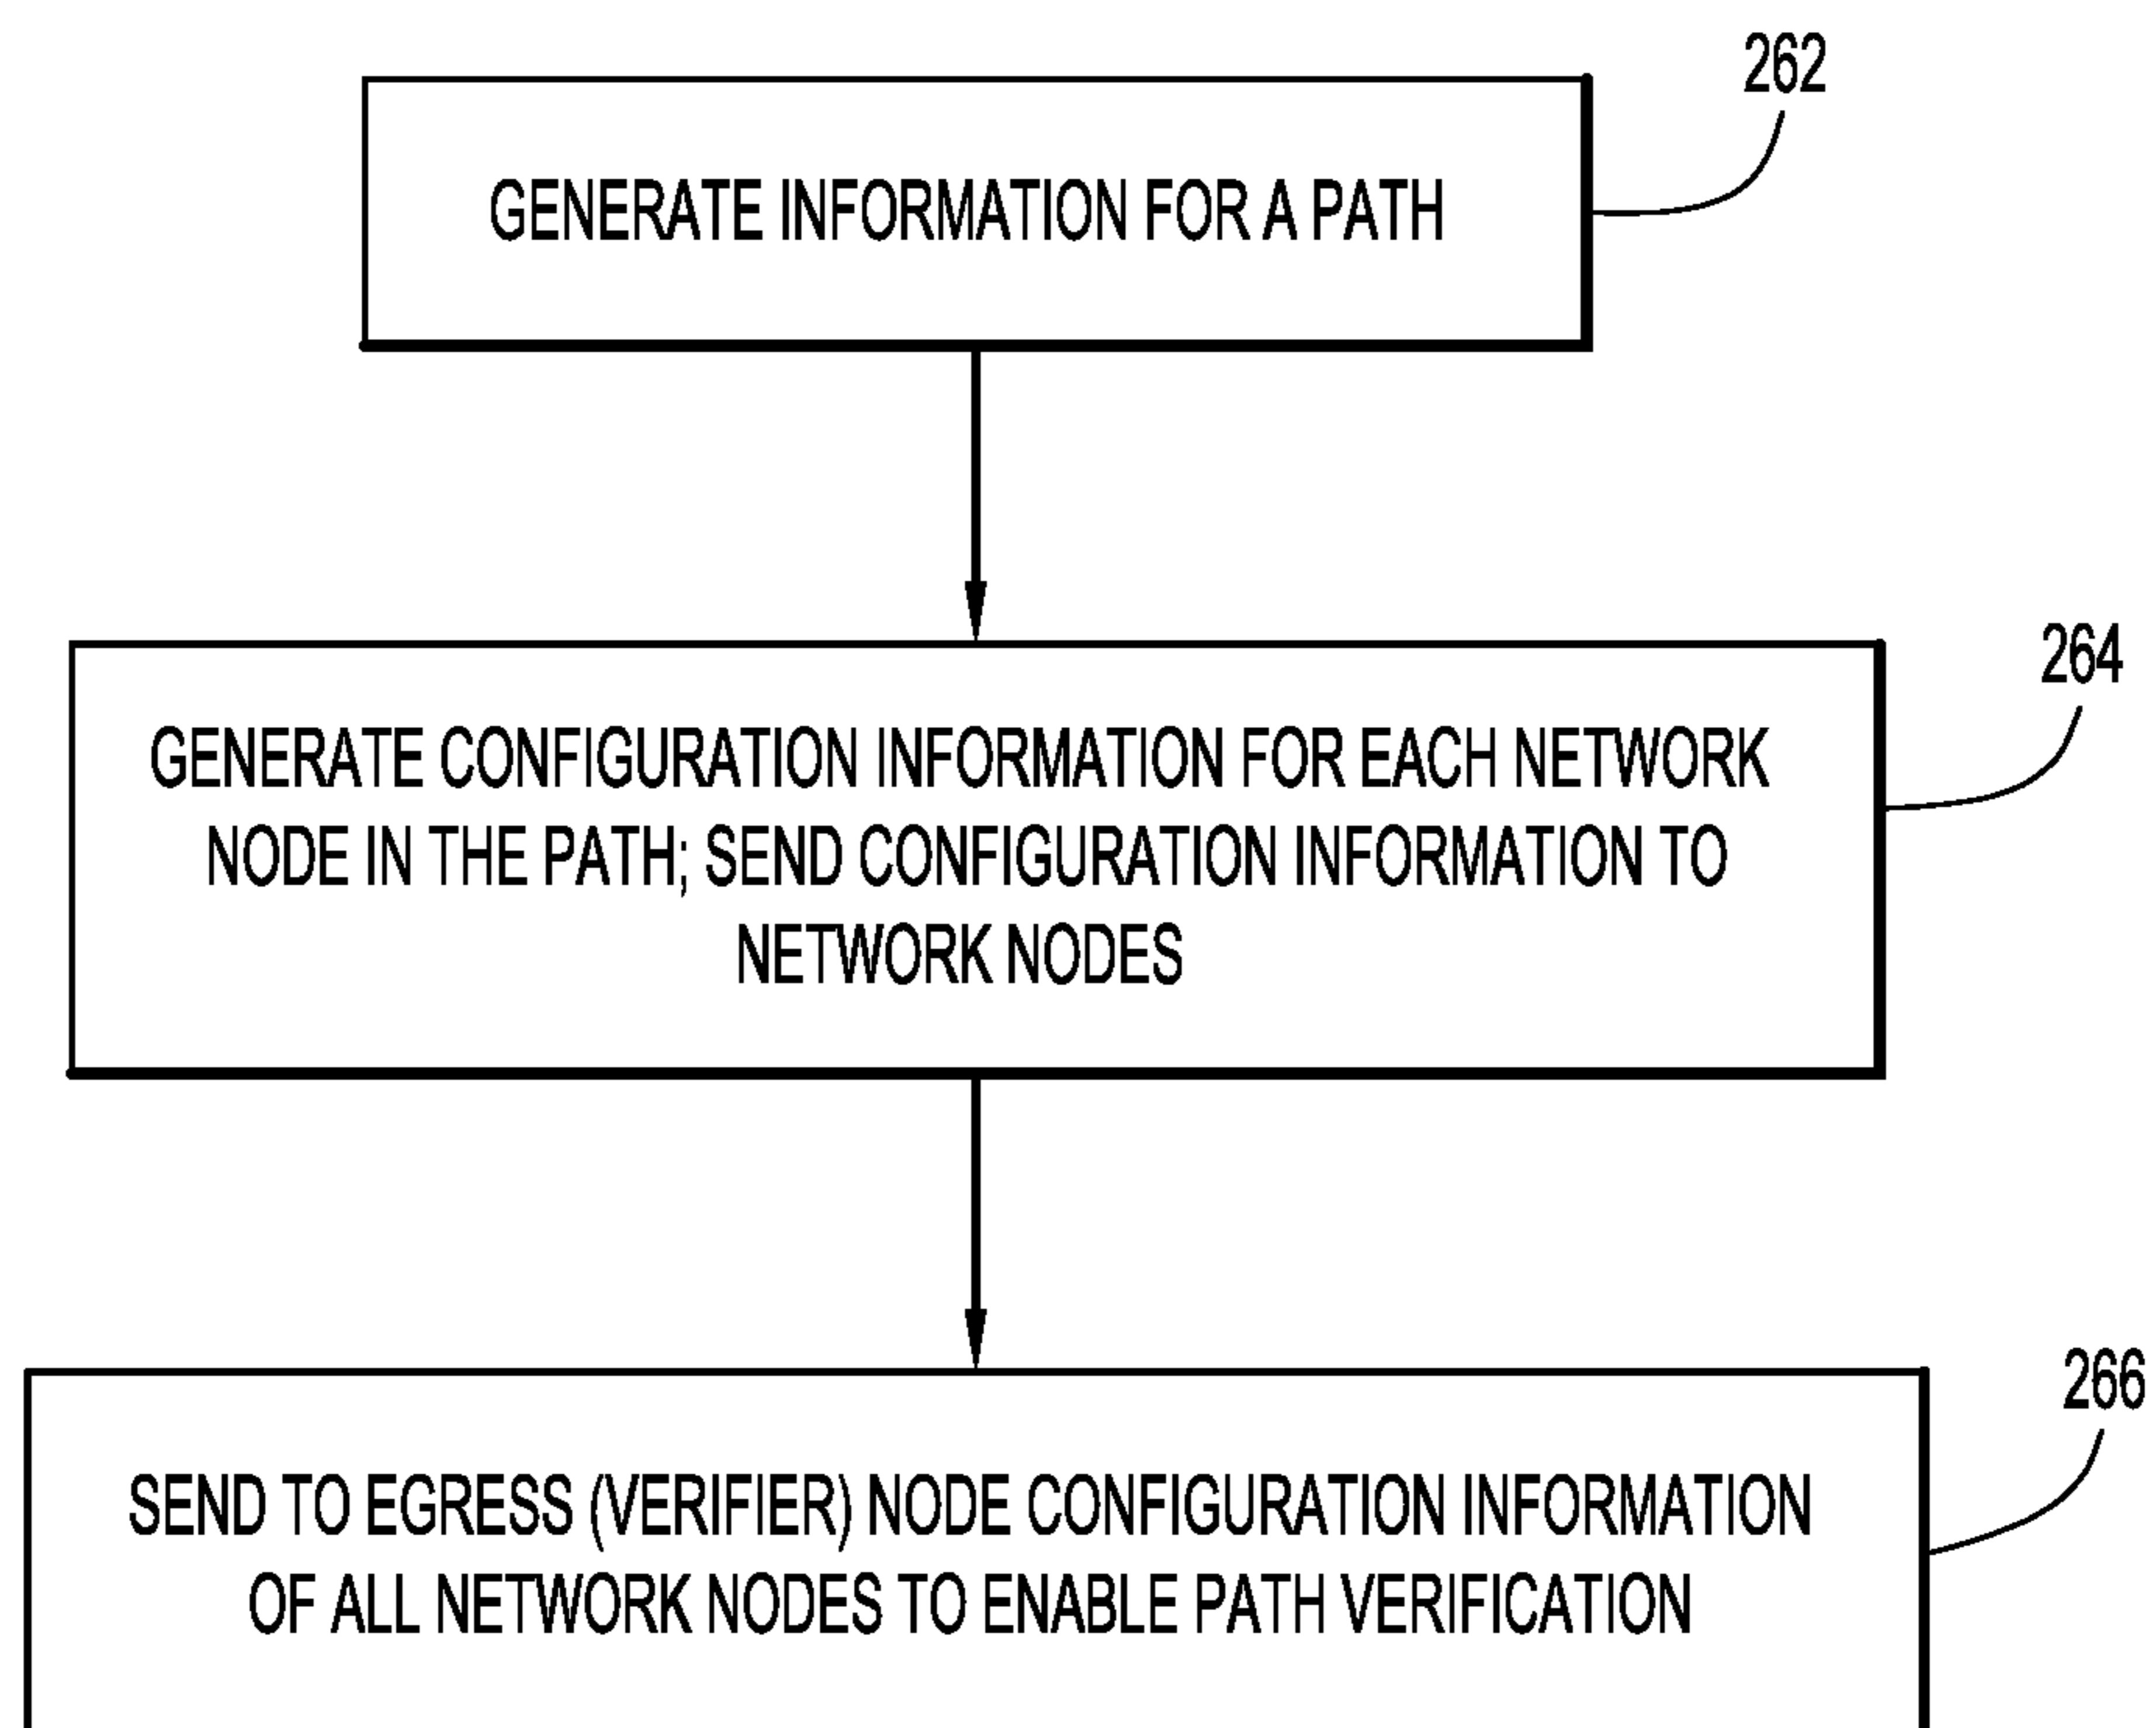 262
GENERATE INFORMATION FOR A PATH
264
GENERATE CONFIGURATION INFORMATION FOR EACH NETWORK
NODE IN THE PATH; SEND CONFIGURATION INFORMATION TO
NETWORK NODES
266
SEND TO EGRESS (VERIFIER) NODE CONFIGURATION INFORMATION
OF ALL NETWORK NODES TO ENABLE PATH VERIFICATION